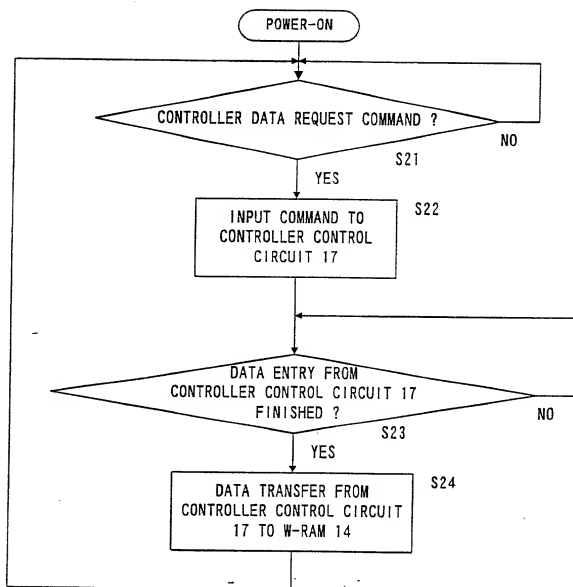 POWER-ON
CONTROLLER DATA REQUEST COMMAND ?
NO
S21
YES
S22
INPUT COMMAND TO
CONTROLLER CONTROL
CIRCUIT 17
DATA ENTRY FROM
CONTROLLER CONTROL CIRCUIT 17
FINISHED ?
NO
S23
YES
S24
DATA TRANSFER FROM
CONTROLLER CONTROL CIRCUIT
17 TO W-RAM 14